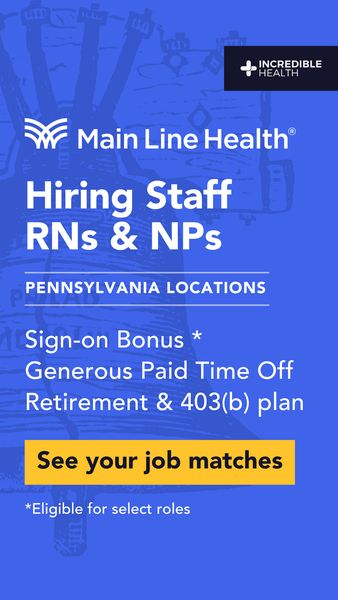 INCREDIBLE
HEALTH
Main Line Health®
Hiring Staff
RNs & NPs
PENNSYLVANIA LOCATIONS
Sign-on Bonus *
Generous Paid Time Off
Retirement & 403(b) plan
See your job matches
*Eligible for select roles